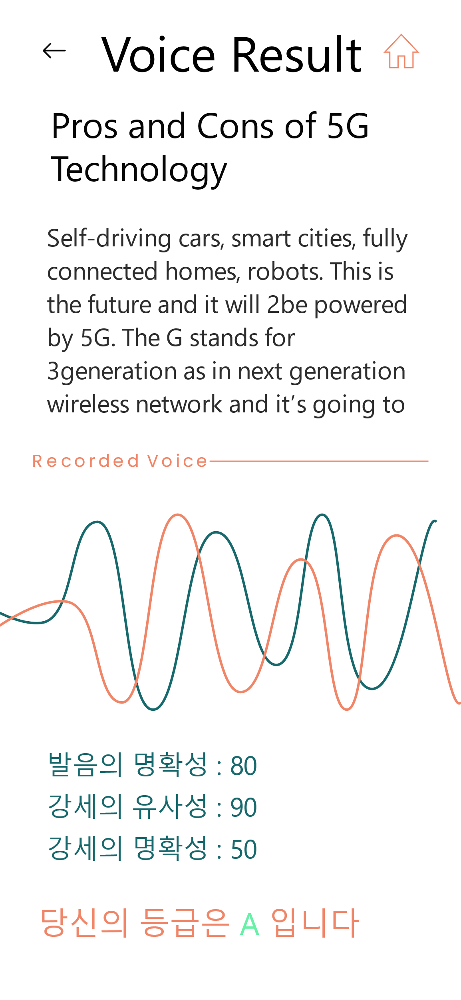 Voice Result
Pros and Cons of 5G
Technology
Self-driving cars, smart cities, fully
connected homes, robots. This is
the future and it will 2be powered
by 5G. The G stands for
3generation as in next generation
wireless network and it’s going to
Recorded Voice
발음의 명확성 : 80
강세의 유사성 : 90
강세의 명확성 : 50
당신의 등급은 A 입니다